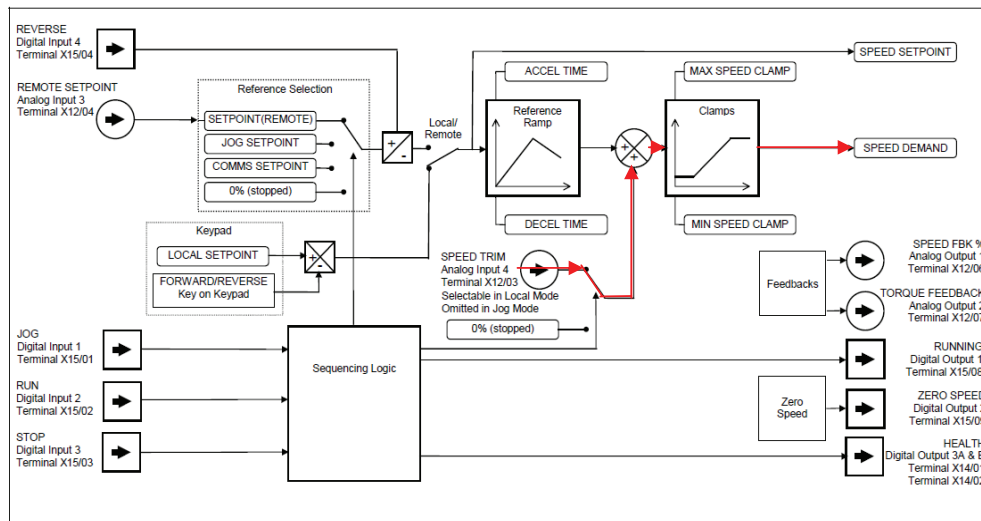 REVERSE
Digital Input 4
Terminal X15/04
REMOTE SETPOINT
Analog Input 3
Terminal X12/04
Reference Selection
SETPOINT(REMOTE)
JOG SETPOINT
COMMS SETPOINT
0% (stopped)
+
-
Local/
Remote
Keypad
LOCAL SETPOINT
FORWARD/REVERSE
Key on Keypad
+
-
ACCEL TIME
Reference
Ramp
DECEL TIME
+
+
MAX SPEED CLAMP
Clamps
MIN SPEED CLAMP
SPEED SETPOINT
SPEED DEMAND
SPEED TRIM
Analog Input 4
Terminal X12/03
Selectable in Local Mode
Omitted in Jog Mode
0% (stopped)
JOG
Digital Input 1
Terminal X15/01
RUN
Digital Input 2
Terminal X15/02
STOP
Digital Input 3
Terminal X15/03
Sequencing Logic
Feedbacks
SPEED FBK %
Analog Output 1
Terminal X12/06
TORQUE FEEDBACK
Analog Output 2
Terminal X12/07
RUNNING
Digital Output 1
Terminal X15/08
Zero
Speed
ZERO SPEED
Digital Output 2
Terminal X15/09
HEALTH
Digital Output 3A & B
Terminal X14/01
Terminal X14/02